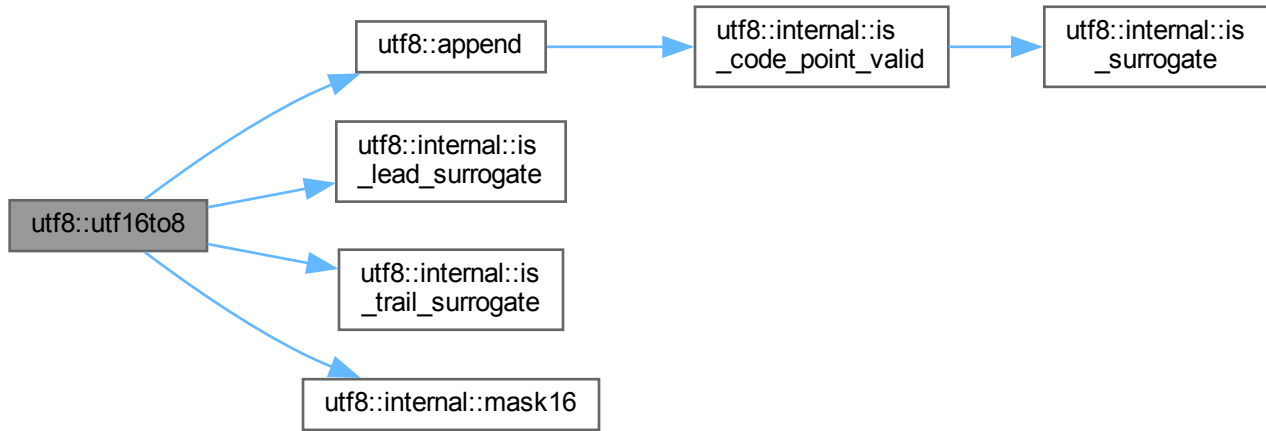 utf8::append
utf8::internal::is
_code_point_valid
utf8::internal::is
_surrogate
utf8::internal::is
_lead_surrogate
utf8::utf16to8
utf8::internal::is
_trail_surrogate
utf8::internal::mask16